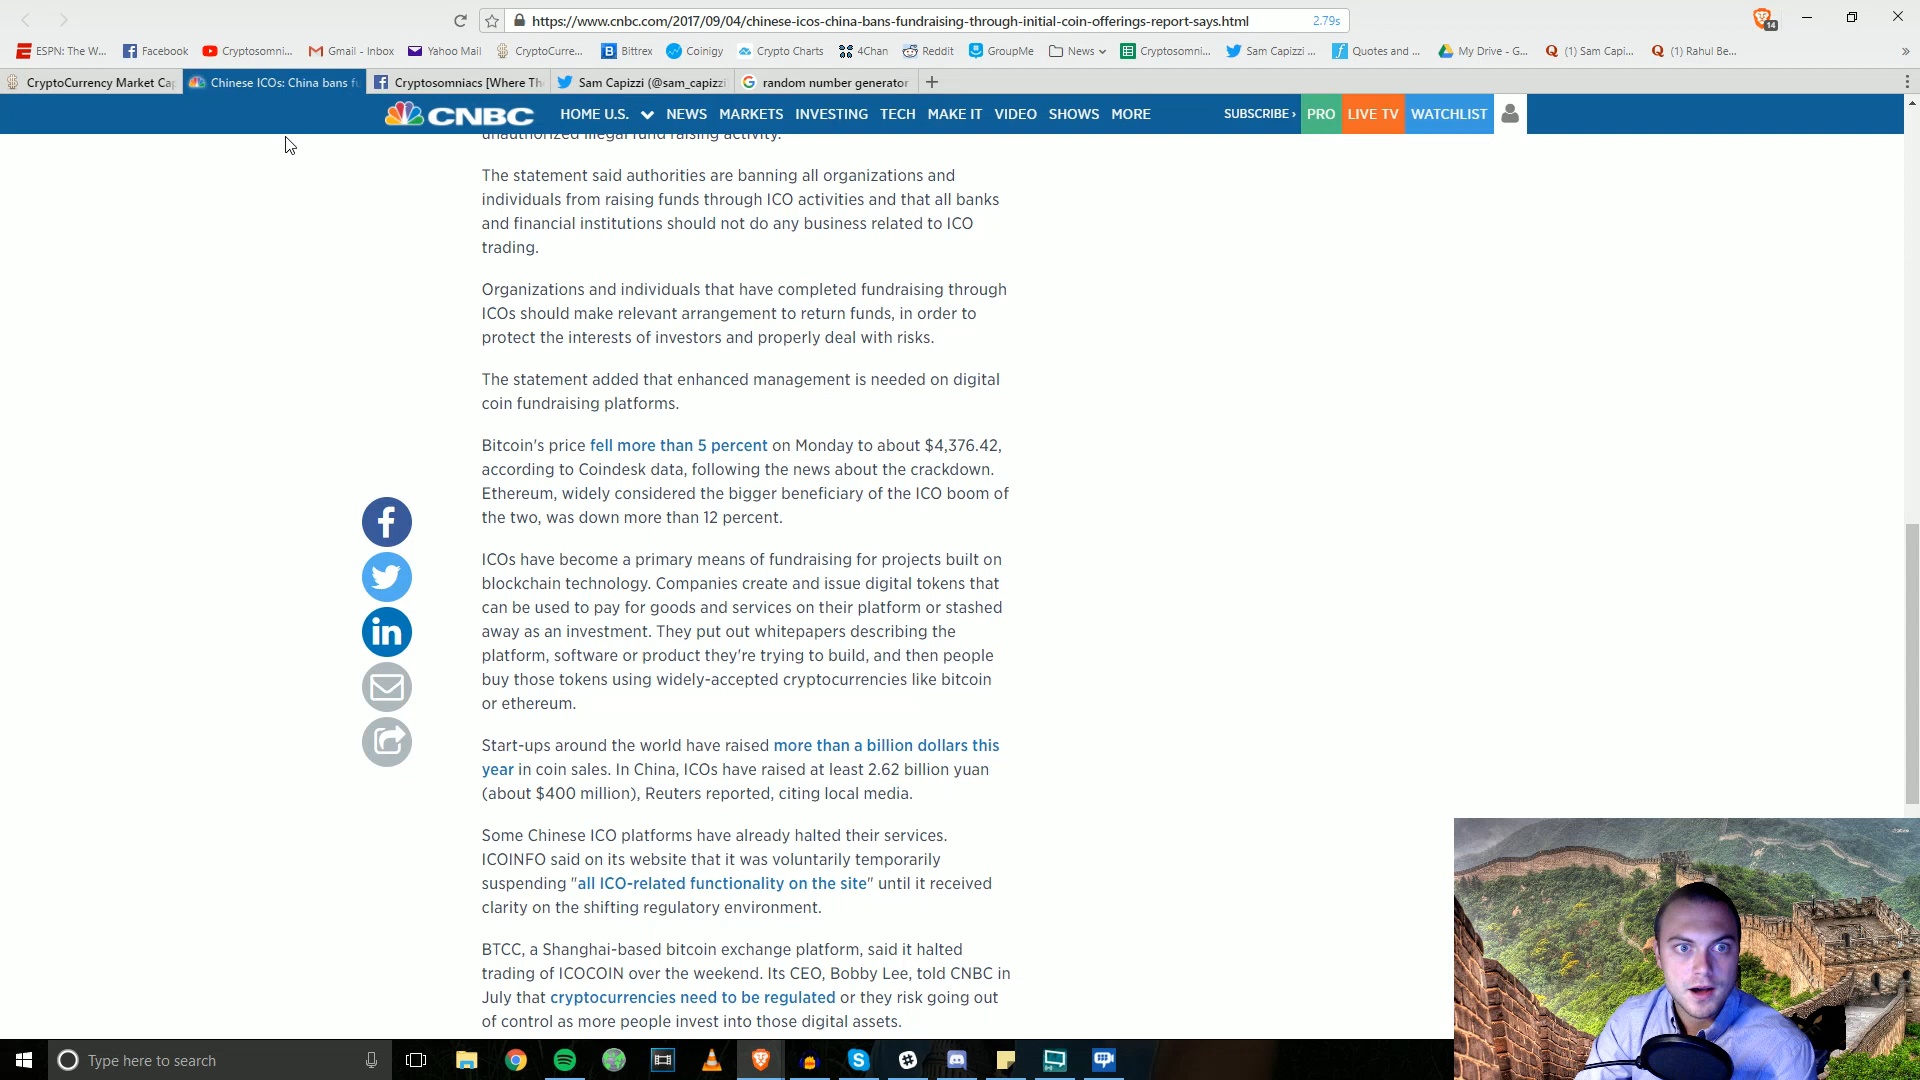 https://www.cnbc.com/2017/09/04/chinese-icos-china-bans-fundraising-through-initial-coin-offerings-report-says.html
2.79s
14
ESPN: The W...
Facebook
Cryptosomni...
Gmail - Inbox
Yahoo Mail
CryptoCurre...
Bittrex
Coinigy
Crypto Charts
4Chan
Reddit
GroupMe
News
Cryptosomni...
Sam Capizzi ...
Quotes and ...
My Drive - G...
(1) Sam Capi...
(1) Rahul Be...
»
CryptoCurrency Market Ca
Chinese ICOs: China bans f
Cryptosomniacs [Where Th
Sam Capizzi (@sam_capizzi
random number generator
CNBC
HOME U.S.
NEWS
MARKETS
INVESTING
TECH
MAKE IT
VIDEO
SHOWS
MORE
SUBSCRIBE ›
PRO
LIVE TV
WATCHLIST
unauthorized illegal fund raising activity.
The statement said authorities are banning all organizations and
individuals from raising funds through ICO activities and that all banks
and financial institutions should not do any business related to ICO
trading.
Organizations and individuals that have completed fundraising through
ICOs should make relevant arrangement to return funds, in order to
protect the interests of investors and properly deal with risks.
The statement added that enhanced management is needed on digital
coin fundraising platforms.
Bitcoin's price fell more than 5 percent on Monday to about $4,376.42,
according to Coindesk data, following the news about the crackdown.
Ethereum, widely considered the bigger beneficiary of the ICO boom of
the two, was down more than 12 percent.
ICOs have become a primary means of fundraising for projects built on
blockchain technology. Companies create and issue digital tokens that
can be used to pay for goods and services on their platform or stashed
away as an investment. They put out whitepapers describing the
platform, software or product they're trying to build, and then people
buy those tokens using widely-accepted cryptocurrencies like bitcoin
or ethereum.
Start-ups around the world have raised more than a billion dollars this
year in coin sales. In China, ICOs have raised at least 2.62 billion yuan
(about $400 million), Reuters reported, citing local media.
Some Chinese ICO platforms have already halted their services.
ICOINFO said on its website that it was voluntarily temporarily
suspending "all ICO-related functionality on the site" until it received
clarity on the shifting regulatory environment.
BTCC, a Shanghai-based bitcoin exchange platform, said it halted
trading of ICOCOIN over the weekend. Its CEO, Bobby Lee, told CNBC in
July that cryptocurrencies need to be regulated or they risk going out
of control as more people invest into those digital assets.
Type here to search